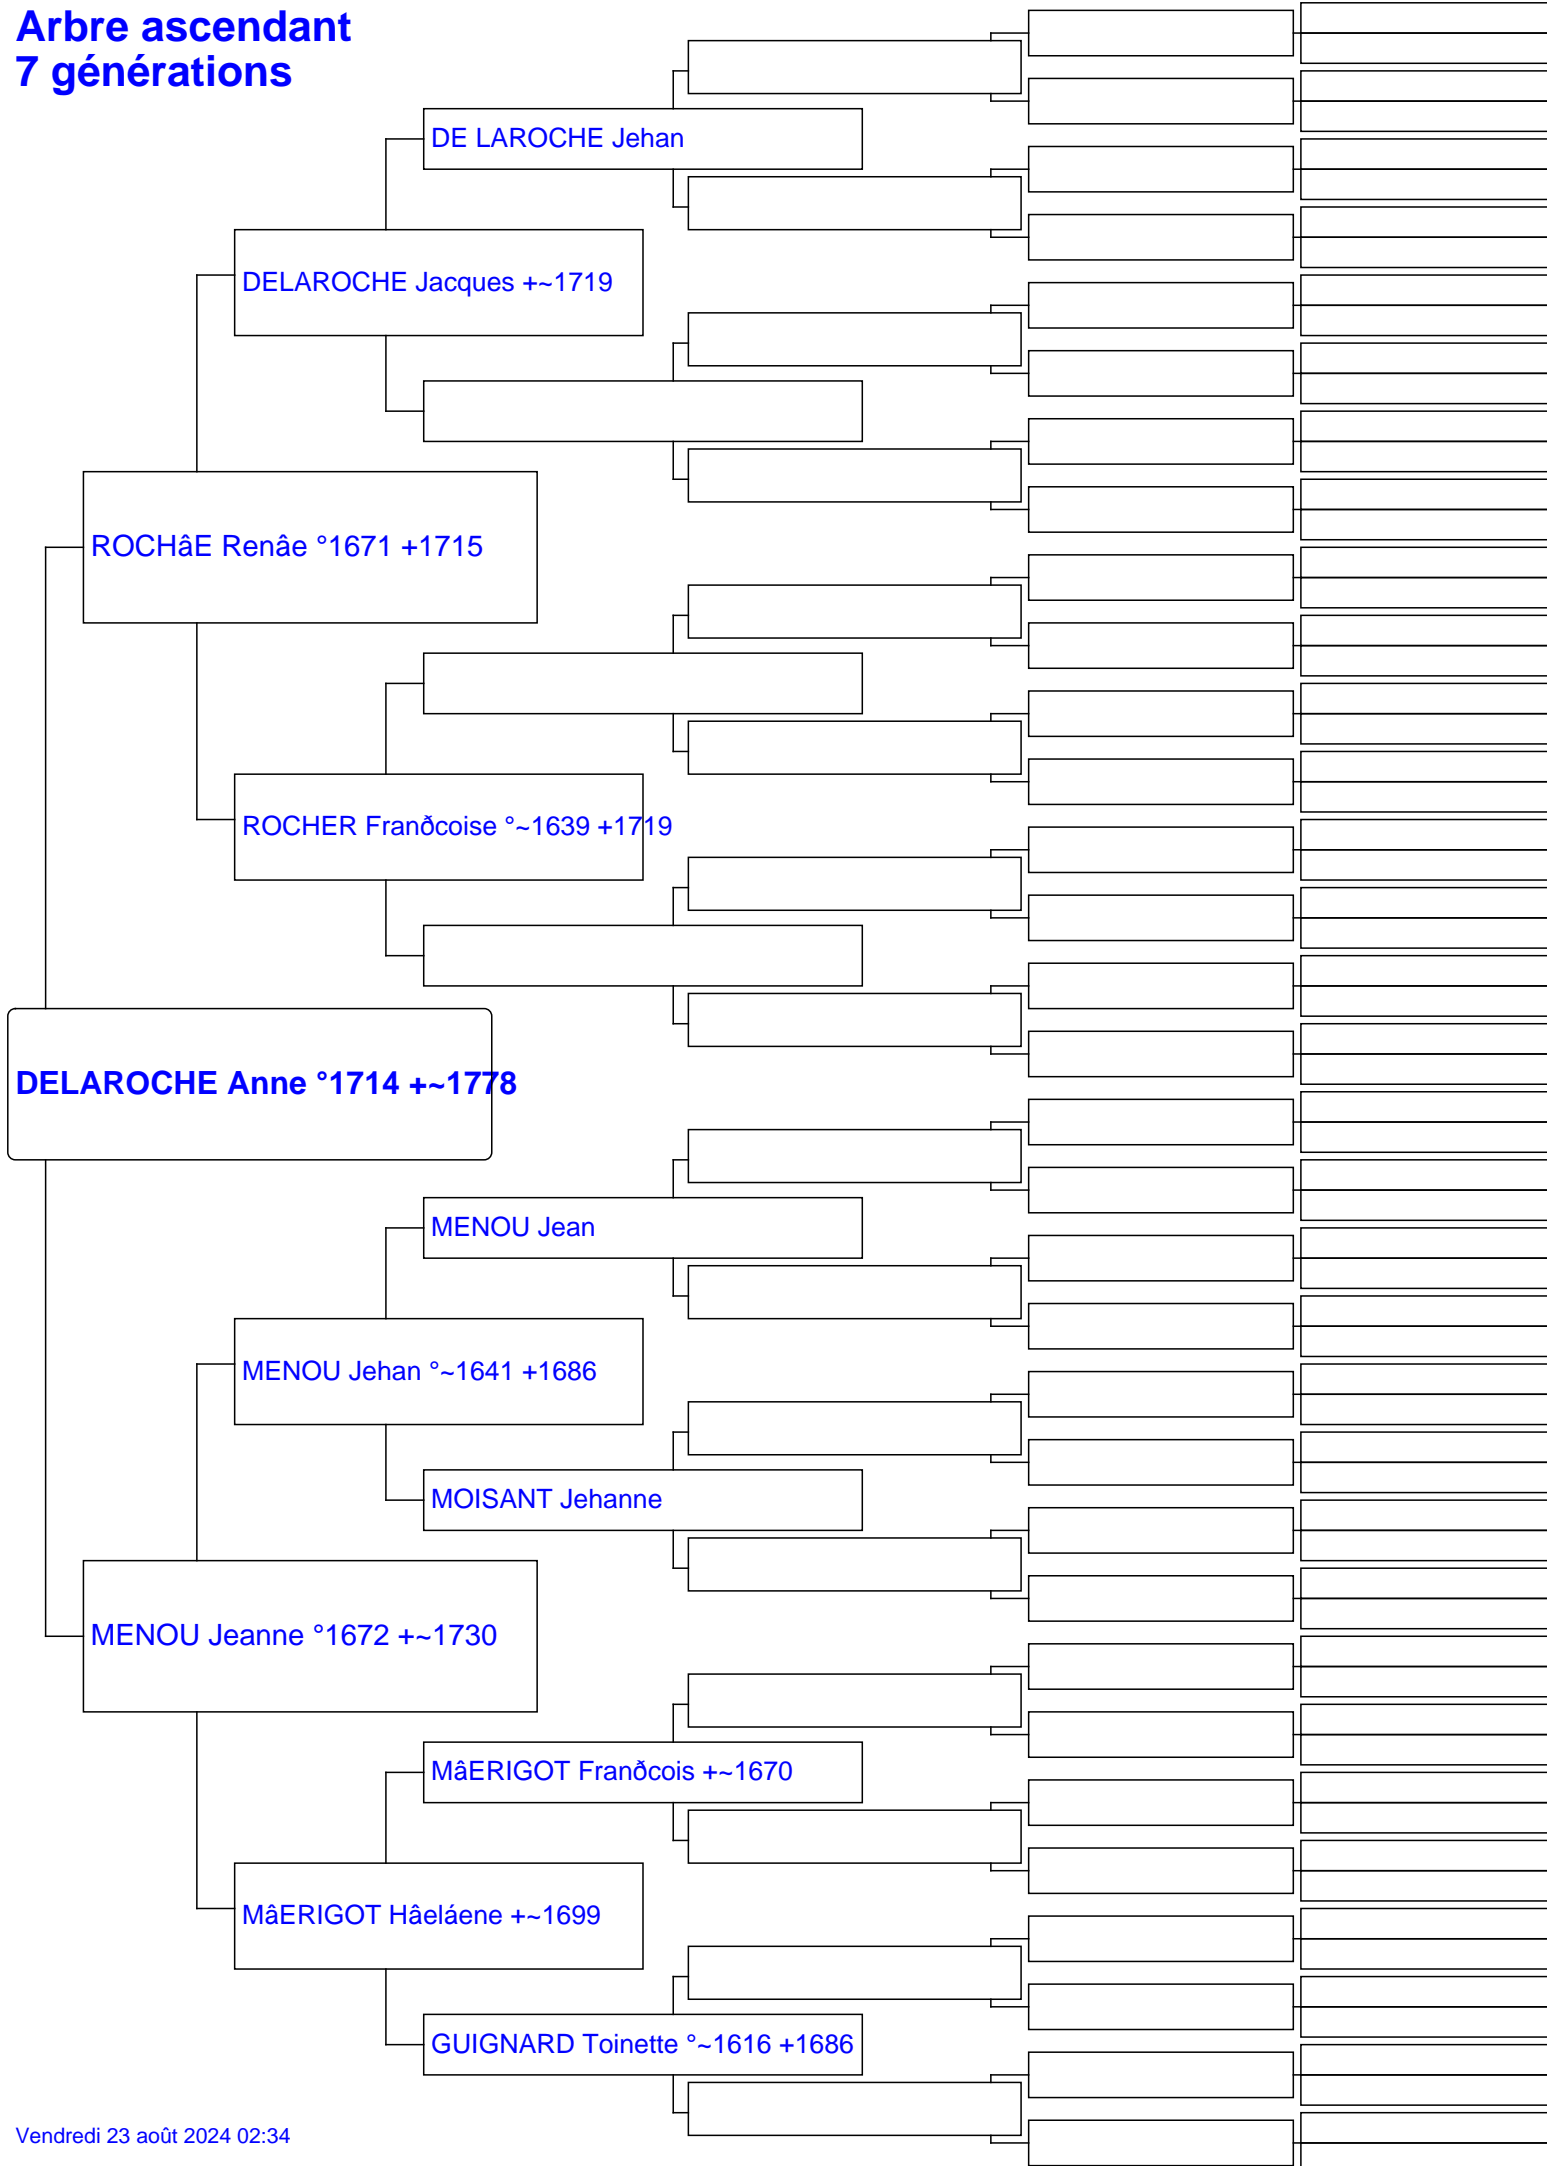 Arbre ascendant
7 générations
DE LAROCHE Jehan
DELAROCHE Jacques +~1719
ROCHâE Renâe °1671 +1715
ROCHER Franðcoise °~1639 +1719
DELAROCHE Anne °1714 +~1778
MENOU Jean
MENOU Jehan °~1641 +1686
MOISANT Jehanne
MENOU Jeanne °1672 +~1730
MâERIGOT Franðcois +~1670
MâERIGOT Hâeláene +~1699
GUIGNARD Toinette °~1616 +1686
Vendredi 23 août 2024 02:34